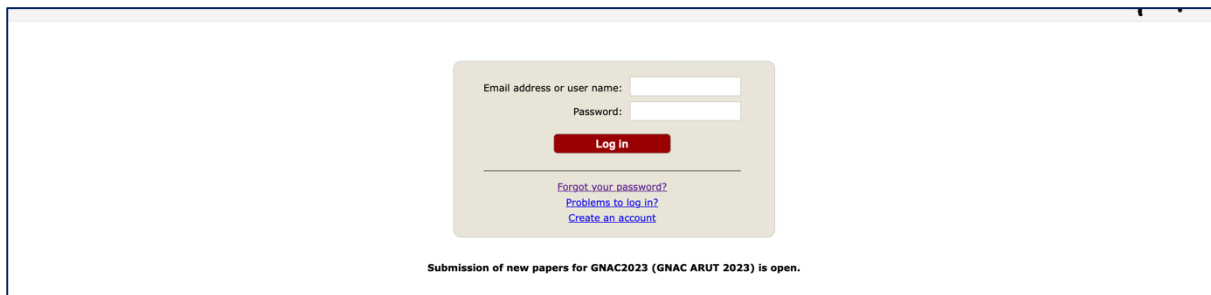 Email address or user name:
Password:
Log in
Forgot your password?
Problems to log in?
Create an account
Submission of new papers for GNAC2023 (GNAC ARUT 2023) is open.